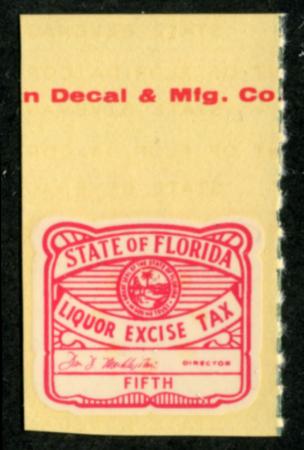 n Decal & Mfg. Co.
STATE OF FLORIDA
LIQUOR EXCISE TAX
DIRECTOR
FIFTH